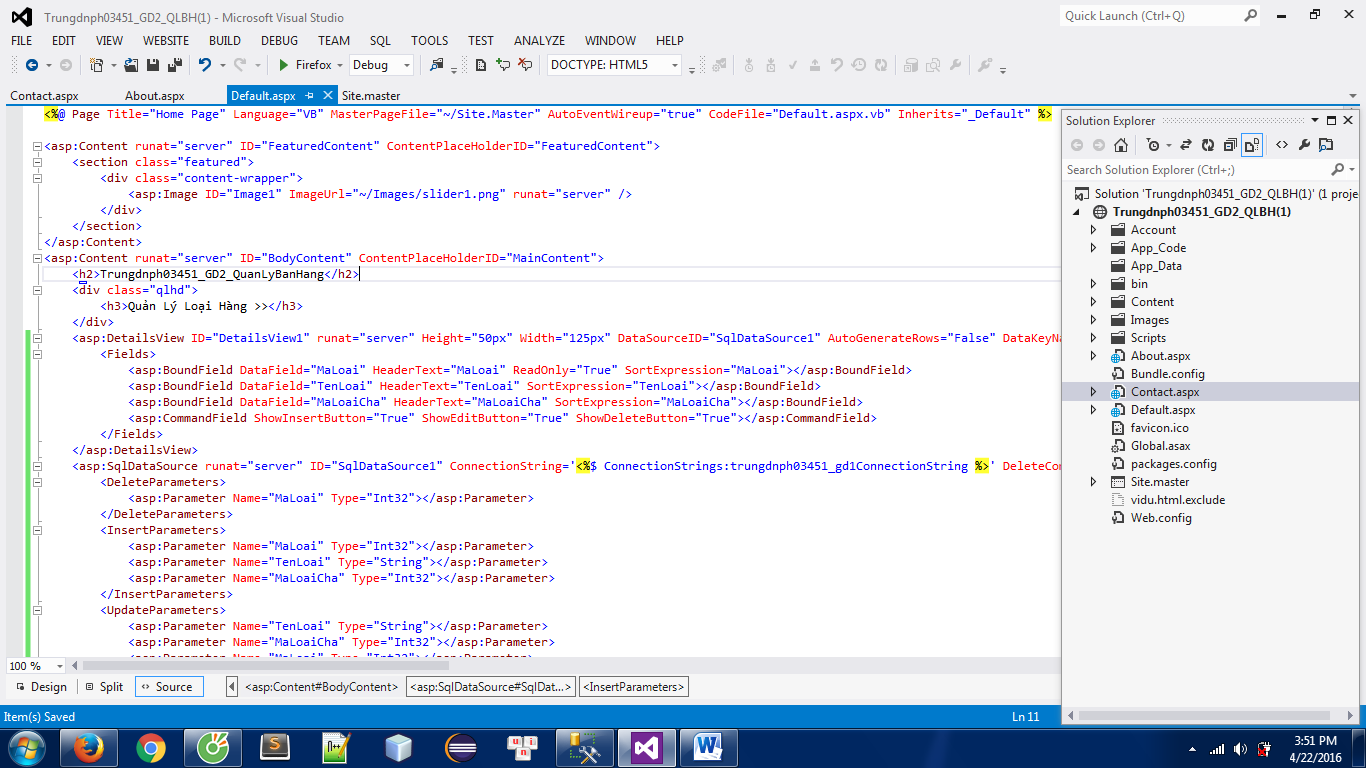 Trungdnph03451_GD2_QLBH(1) - Microsoft Visual Studio
Quick Launch (Ctrl+Q)
FILE EDIT VIEW WEBSITE BUILD DEBUG TEAM SQL TOOLS TEST ANALYZE WINDOW HELP
Firefox Debug DOCTYPE: HTML5
Contact.aspx About.aspx Default.aspx Site.master
<%@ Page Title="Home Page" Language="VB" MasterPageFile="~/Site.Master" AutoEventWireup="true" CodeFile="Default.aspx.vb" Inherits="_Default" %>
<asp:Content runat="server" ID="FeaturedContent" ContentPlaceHolderID="FeaturedContent">
<section class="featured">
<div class="content-wrapper">
<asp:Image ID="Image1" ImageUrl="~/Images/slider1.png" runat="server" />
</div>
</section>
</asp:Content>
<asp:Content runat="server" ID="BodyContent" ContentPlaceHolderID="MainContent">
<h2>Trungdnph03451_GD2_QuanLyBanHang</h2>
<div class="qlhd">
<h3>Quản Lý Loại Hàng >></h3>
</div>
<asp:DetailsView ID="DetailsView1" runat="server" Height="50px" Width="125px" DataSourceID="SqlDataSource1" AutoGenerateRows="False" DataKeyNa
<Fields>
<asp:BoundField DataField="MaLoai" HeaderText="MaLoai" ReadOnly="True" SortExpression="MaLoai"></asp:BoundField>
<asp:BoundField DataField="TenLoai" HeaderText="TenLoai" SortExpression="TenLoai"></asp:BoundField>
<asp:BoundField DataField="MaLoaiCha" HeaderText="MaLoaiCha" SortExpression="MaLoaiCha"></asp:BoundField>
<asp:CommandField ShowInsertButton="True" ShowEditButton="True" ShowDeleteButton="True"></asp:CommandField>
</Fields>
</asp:DetailsView>
<asp:SqlDataSource runat="server" ID="SqlDataSource1" ConnectionString='<%$ ConnectionStrings:trungdnph03451_gd1ConnectionString %>' DeleteCom
<DeleteParameters>
<asp:Parameter Name="MaLoai" Type="Int32"></asp:Parameter>
</DeleteParameters>
<InsertParameters>
<asp:Parameter Name="MaLoai" Type="Int32"></asp:Parameter>
<asp:Parameter Name="TenLoai" Type="String"></asp:Parameter>
<asp:Parameter Name="MaLoaiCha" Type="Int32"></asp:Parameter>
</InsertParameters>
<UpdateParameters>
<asp:Parameter Name="TenLoai" Type="String"></asp:Parameter>
<asp:Parameter Name="MaLoaiCha" Type="Int32"></asp:Parameter>
<asp:Parameter Name="MaLoai" Type="Int32"></asp:Parameter>
100 %
Design Split Source <asp:Content#BodyContent> <asp:SqlDataSource#SqlDat...> <InsertParameters>
Item(s) Saved Ln 11
Solution Explorer
Search Solution Explorer (Ctrl+;)
Solution 'Trungdnph03451_GD2_QLBH(1)' (1 proje
Trungdnph03451_GD2_QLBH(1)
Account
App_Code
App_Data
bin
Content
Images
Scripts
About.aspx
Bundle.config
Contact.aspx
Default.aspx
favicon.ico
Global.asax
packages.config
Site.master
vidu.html.exclude
Web.config
3:51 PM
4/22/2016